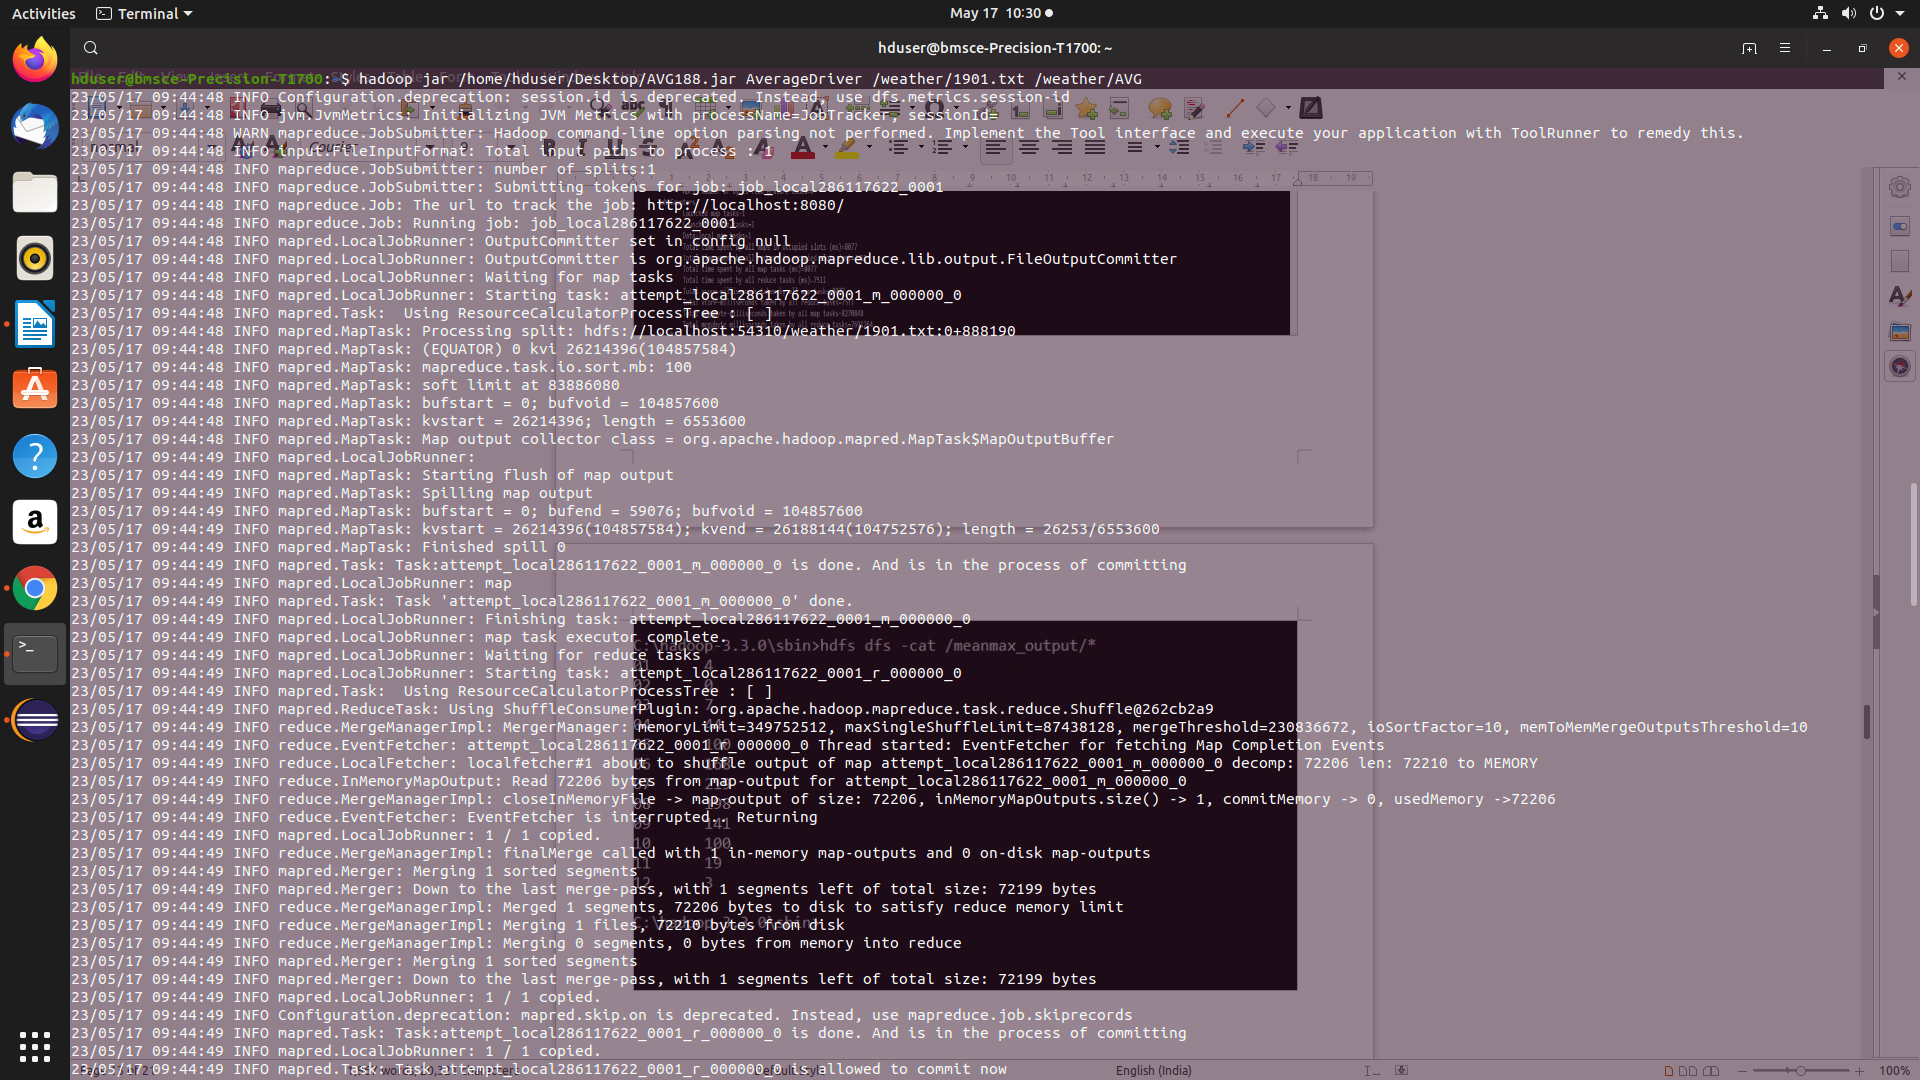 Activities
Terminal
May 17 10:30
hduser@bmsce-Precision-T1700: ~
hduser@bmsce-Precision-T1700:~$ hadoop jar /home/hduser/Desktop/AVG188.jar AverageDriver /weather/1901.txt /weather/AVG
23/05/17 09:44:48 INFO Configuration.deprecation: session.id is deprecated. Instead, use dfs.metrics.session-id
23/05/17 09:44:48 INFO jvm.JvmMetrics: Initializing JVM Metrics with processName=JobTracker, sessionId=
23/05/17 09:44:48 WARN mapreduce.JobSubmitter: Hadoop command-line option parsing not performed. Implement the Tool interface and execute your application with ToolRunner to remedy this.
23/05/17 09:44:48 INFO input.FileInputFormat: Total input paths to process : 1
23/05/17 09:44:48 INFO mapreduce.JobSubmitter: number of splits:1
23/05/17 09:44:48 INFO mapreduce.JobSubmitter: Submitting tokens for job: job_local286117622_0001
23/05/17 09:44:48 INFO mapreduce.Job: The url to track the job: http://localhost:8080/
23/05/17 09:44:48 INFO mapreduce.Job: Running job: job_local286117622_0001
23/05/17 09:44:48 INFO mapred.LocalJobRunner: OutputCommitter set in config null
23/05/17 09:44:48 INFO mapred.LocalJobRunner: OutputCommitter is org.apache.hadoop.mapreduce.lib.output.FileOutputCommitter
23/05/17 09:44:48 INFO mapred.LocalJobRunner: Waiting for map tasks
23/05/17 09:44:48 INFO mapred.LocalJobRunner: Starting task: attempt_local286117622_0001_m_000000_0
23/05/17 09:44:48 INFO mapred.Task:  Using ResourceCalculatorProcessTree : [ ]
23/05/17 09:44:48 INFO mapred.MapTask: Processing split: hdfs://localhost:54310/weather/1901.txt:0+888190
23/05/17 09:44:48 INFO mapred.MapTask: (EQUATOR) 0 kvi 26214396(104857584)
23/05/17 09:44:48 INFO mapred.MapTask: mapreduce.task.io.sort.mb: 100
23/05/17 09:44:48 INFO mapred.MapTask: soft limit at 83886080
23/05/17 09:44:48 INFO mapred.MapTask: bufstart = 0; bufvoid = 104857600
23/05/17 09:44:48 INFO mapred.MapTask: kvstart = 26214396; length = 6553600
23/05/17 09:44:48 INFO mapred.MapTask: Map output collector class = org.apache.hadoop.mapred.MapTask$MapOutputBuffer
23/05/17 09:44:49 INFO mapred.LocalJobRunner:
23/05/17 09:44:49 INFO mapred.MapTask: Starting flush of map output
23/05/17 09:44:49 INFO mapred.MapTask: Spilling map output
23/05/17 09:44:49 INFO mapred.MapTask: bufstart = 0; bufend = 59076; bufvoid = 104857600
23/05/17 09:44:49 INFO mapred.MapTask: kvstart = 26214396(104857584); kvend = 26188144(104752576); length = 26253/6553600
23/05/17 09:44:49 INFO mapred.MapTask: Finished spill 0
23/05/17 09:44:49 INFO mapred.Task: Task:attempt_local286117622_0001_m_000000_0 is done. And is in the process of committing
23/05/17 09:44:49 INFO mapred.LocalJobRunner: map
23/05/17 09:44:49 INFO mapred.Task: Task 'attempt_local286117622_0001_m_000000_0' done.
23/05/17 09:44:49 INFO mapred.LocalJobRunner: Finishing task: attempt_local286117622_0001_m_000000_0
23/05/17 09:44:49 INFO mapred.LocalJobRunner: map task executor complete.
23/05/17 09:44:49 INFO mapred.LocalJobRunner: Waiting for reduce tasks
23/05/17 09:44:49 INFO mapred.LocalJobRunner: Starting task: attempt_local286117622_0001_r_000000_0
23/05/17 09:44:49 INFO mapred.Task:  Using ResourceCalculatorProcessTree : [ ]
23/05/17 09:44:49 INFO mapred.ReduceTask: Using ShuffleConsumerPlugin: org.apache.hadoop.mapreduce.task.reduce.Shuffle@262cb2a9
23/05/17 09:44:49 INFO reduce.MergeManagerImpl: MergerManager: memoryLimit=349752512, maxSingleShuffleLimit=87438128, mergeThreshold=230836672, ioSortFactor=10, memToMemMergeOutputsThreshold=10
23/05/17 09:44:49 INFO reduce.EventFetcher: attempt_local286117622_0001_r_000000_0 Thread started: EventFetcher for fetching Map Completion Events
23/05/17 09:44:49 INFO reduce.LocalFetcher: localfetcher#1 about to shuffle output of map attempt_local286117622_0001_m_000000_0 decomp: 72206 len: 72210 to MEMORY
23/05/17 09:44:49 INFO reduce.InMemoryMapOutput: Read 72206 bytes from map-output for attempt_local286117622_0001_m_000000_0
23/05/17 09:44:49 INFO reduce.MergeManagerImpl: closeInMemoryFile -> map-output of size: 72206, inMemoryMapOutputs.size() -> 1, commitMemory -> 0, usedMemory ->72206
23/05/17 09:44:49 INFO reduce.EventFetcher: EventFetcher is interrupted.. Returning
23/05/17 09:44:49 INFO mapred.LocalJobRunner: 1 / 1 copied.
23/05/17 09:44:49 INFO reduce.MergeManagerImpl: finalMerge called with 1 in-memory map-outputs and 0 on-disk map-outputs
23/05/17 09:44:49 INFO mapred.Merger: Merging 1 sorted segments
23/05/17 09:44:49 INFO mapred.Merger: Down to the last merge-pass, with 1 segments left of total size: 72199 bytes
23/05/17 09:44:49 INFO reduce.MergeManagerImpl: Merged 1 segments, 72206 bytes to disk to satisfy reduce memory limit
23/05/17 09:44:49 INFO reduce.MergeManagerImpl: Merging 1 files, 72210 bytes from disk
23/05/17 09:44:49 INFO reduce.MergeManagerImpl: Merging 0 segments, 0 bytes from memory into reduce
23/05/17 09:44:49 INFO mapred.Merger: Merging 1 sorted segments
23/05/17 09:44:49 INFO mapred.Merger: Down to the last merge-pass, with 1 segments left of total size: 72199 bytes
23/05/17 09:44:49 INFO mapred.LocalJobRunner: 1 / 1 copied.
23/05/17 09:44:49 INFO Configuration.deprecation: mapred.skip.on is deprecated. Instead, use mapreduce.job.skiprecords
23/05/17 09:44:49 INFO mapred.Task: Task:attempt_local286117622_0001_r_000000_0 is done. And is in the process of committing
23/05/17 09:44:49 INFO mapred.LocalJobRunner: 1 / 1 copied.
23/05/17 09:44:49 INFO mapred.Task: Task attempt_local286117622_0001_r_000000_0 is allowed to commit now
C:\hadoop-3.3.0\sbin>hdfs dfs -cat /meanmax_output/*
English (India)
100%